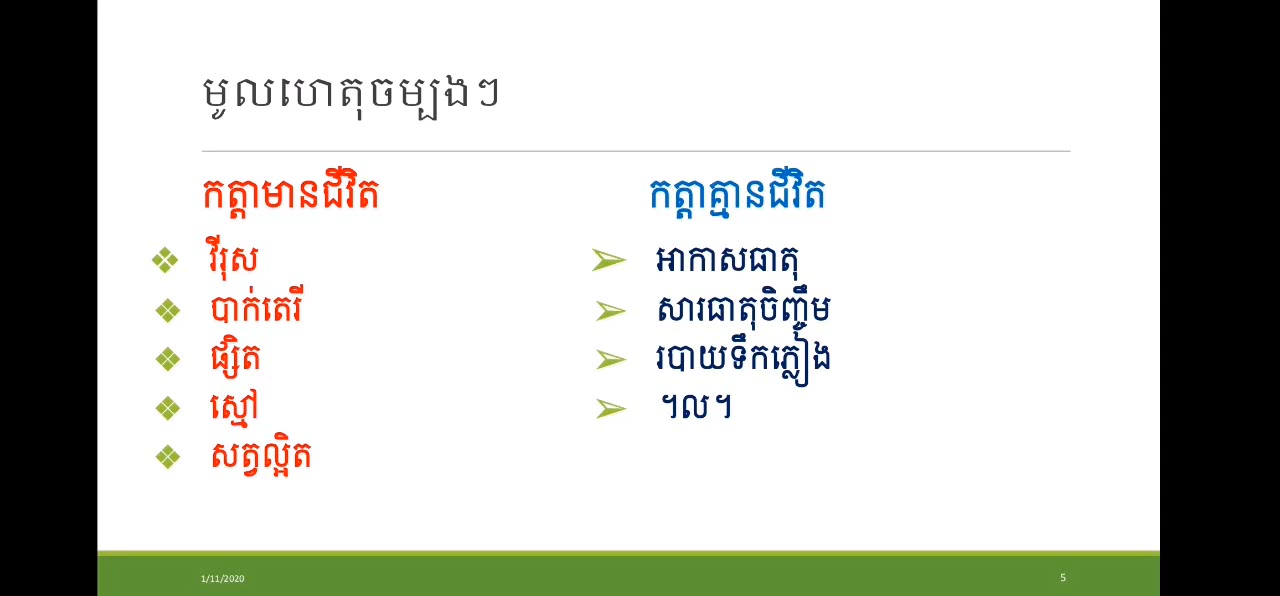 មូលហេតុចម្បងៗ
កត្តាមានជីវិត
វីរុស
បាក់តេរី
ផ្សិត
ស្មៅ
សត្វល្អិត
កត្តាគ្មានជីវិត
អាកាសធាតុ
សារធាតុចិញ្ចឹម
របាយទឹកភ្លៀង
។ល។
1/11/2020
5